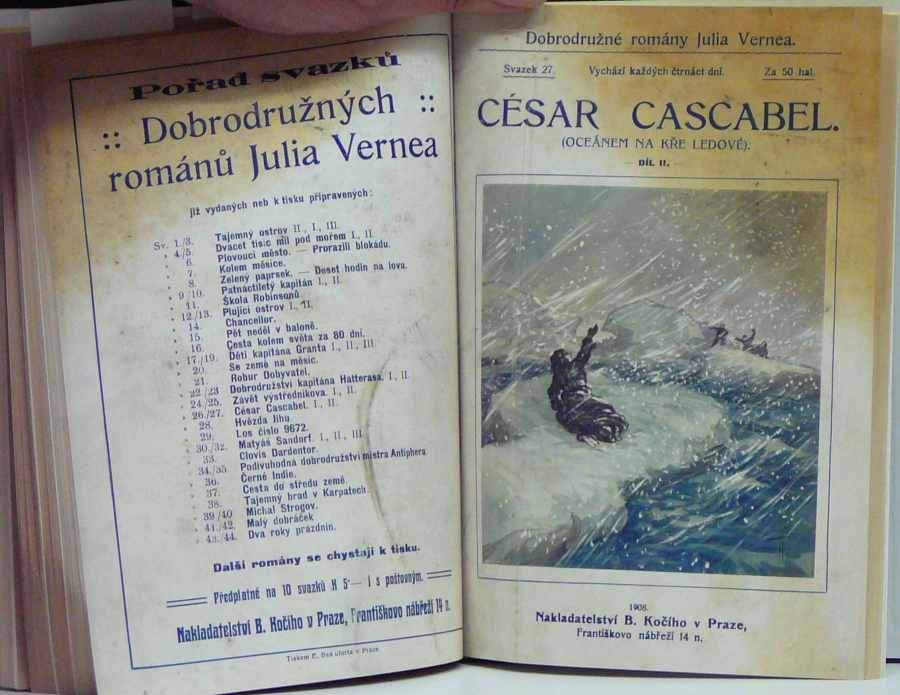 Pořad svazků
:: Dobrodružných ::
románů Julia Vernea
již vydaných neb k tisku připravených:
Sv. 1./3. Tajemný ostrov I., II., III.
" 4./5. Dvacet tisíc mil pod mořem I., II.
" 6. Plovoucí město. — Prorazili blokádu.
" 7. Kolem měsíce.
" 8. Zelený paprsek. — Deset hodin na lovu.
" 9./10. Patnáctiletý kapitán I., II.
" 11. Škola Robinsonů
" 12./13. Plující ostrov I., II.
" 14. Chancellor.
" 15. Pět neděl v baloně.
" 16. Cesta kolem světa za 80 dní.
" 17./19. Děti kapitána Granta I., II., III.
" 20. Se země na měsíc.
" 21. Robur Dobyvatel.
" 22./23. Dobrodružství kapitána Hatterasa. I., II.
" 24./25. Závět výstředníkova. I., II.
" 26./27. César Cascabel. I., II.
" 28. Hvězda Jihu.
" 29. Los číslo 9672.
" 30./32. Matyáš Sandorf. I., II., III.
" 33. Clovis Dardentor.
" 34./35. Podivuhodná dobrodružství mistra Antiphera
" 36. Černé Indie.
" 37. Cesta do středu země.
" 38. Tajemný hrad v Karpatech.
" 39./40. Michal Strogov.
" 41./42. Malý dobráček
" 43./44. Dva roky prázdnin.
Další romány se chystají k tisku.
Předplatné na 10 svazků K 5·— i s poštovným.
Nakladatelství B. Kočího v Praze, Františkovo nábřeží 14 n.
Tiskem v Praze.
Dobrodružné romány Julia Vernea.
Svazek 27. Vychází každých čtrnáct dní. Za 50 hal.
CÉSAR CASCABEL.
(OCEÁNEM NA KŘE LEDOVÉ).
— DÍL II. —
1908.
Nakladatelství B. Kočího v Praze,
Františkovo nábřeží 14 n.